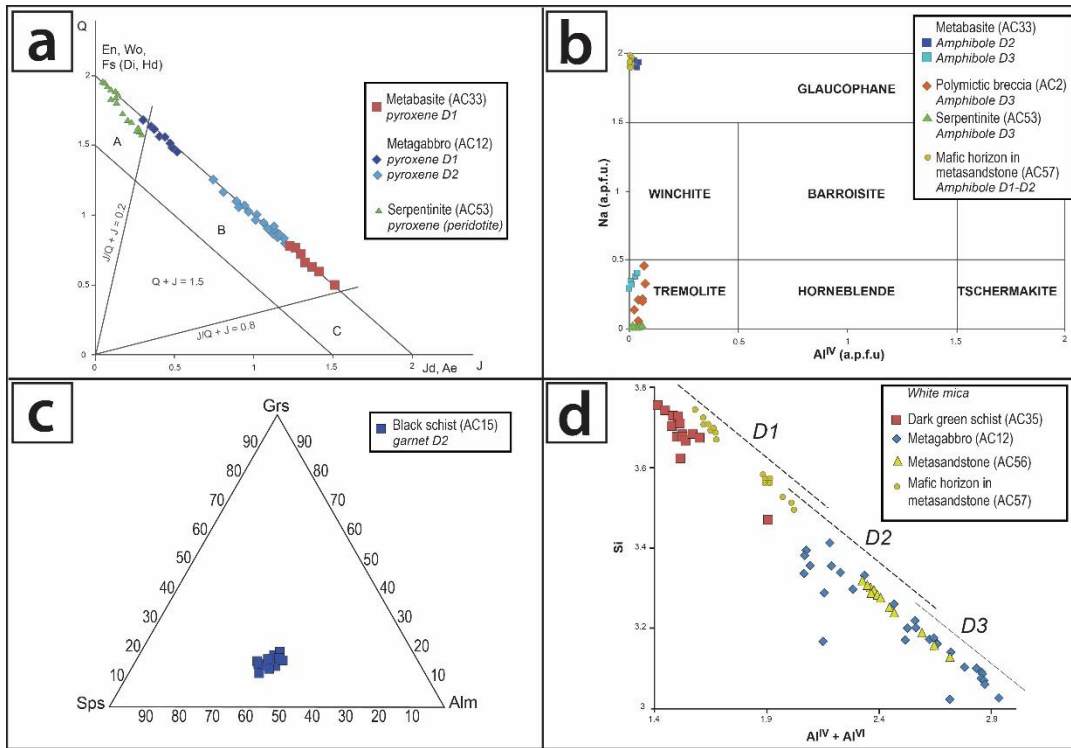 a
Q
En, Wo,
Fs (Di, Hd)
2
1.5
1
0.5
0
0.5
1
1.5
2
J
Jd, Ae
A
B
C
J/Q + J = 0.2
Q + J = 1.5
J/Q + J = 0.8
Metabasite (AC33)
pyroxene D1
Metagabbro (AC12)
pyroxene D1
pyroxene D2
Serpentinite (AC53)
pyroxene (peridotite)
b
Na (a.p.f.u.)
2
1.5
1
0.5
0
0
0.5
1
1.5
2
Al^IV (a.p.f.u)
GLAUCOPHANE
WINCHITE
BARROISITE
TREMOLITE
HORNEBLENDE
TSCHERMAKITE
Metabasite (AC33)
Amphibole D2
Amphibole D3
Polymictic breccia (AC2)
Amphibole D3
Serpentinite (AC53)
Amphibole D3
Mafic horizon in
metasandstone (AC57)
Amphibole D1-D2
c
Grs
90
90
80
80
70
70
60
60
50
50
40
40
30
30
20
20
10
10
Sps
Alm
90
80
70
60
50
40
30
20
10
Black schist (AC15)
garnet D2
d
Si
3.8
3.6
3.4
3.2
3
1.4
1.9
2.4
2.9
Al^IV + Al^VI
D1
D2
D3
White mica
Dark green schist (AC35)
Metagabbro (AC12)
Metasandstone (AC56)
Mafic horizon in
metasandstone (AC57)